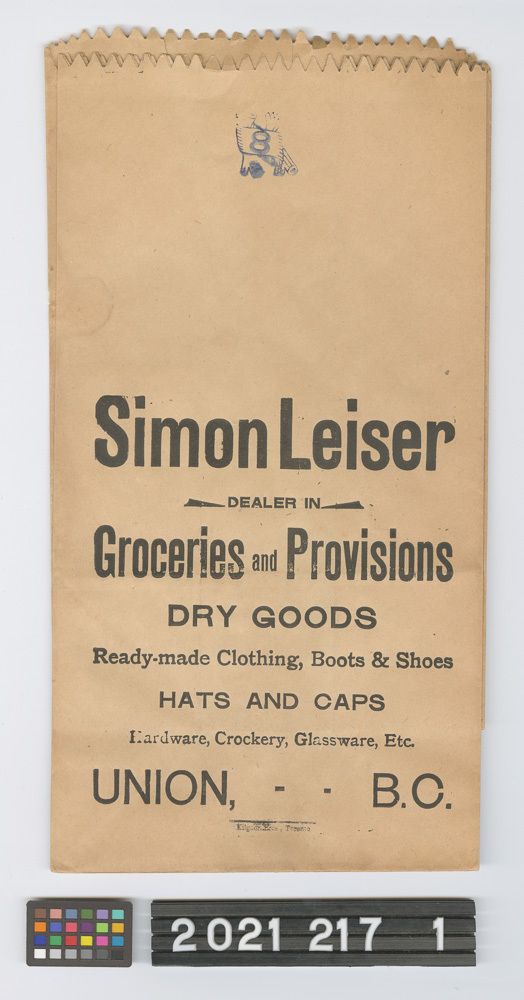 8
Simon Leiser
DEALER IN
Groceries and Provisions
DRY GOODS
Ready-made Clothing, Boots & Shoes
HATS AND CAPS
Hardware, Crockery, Glassware, Etc.
UNION, - - B.C.
Toronto
2021 217 1